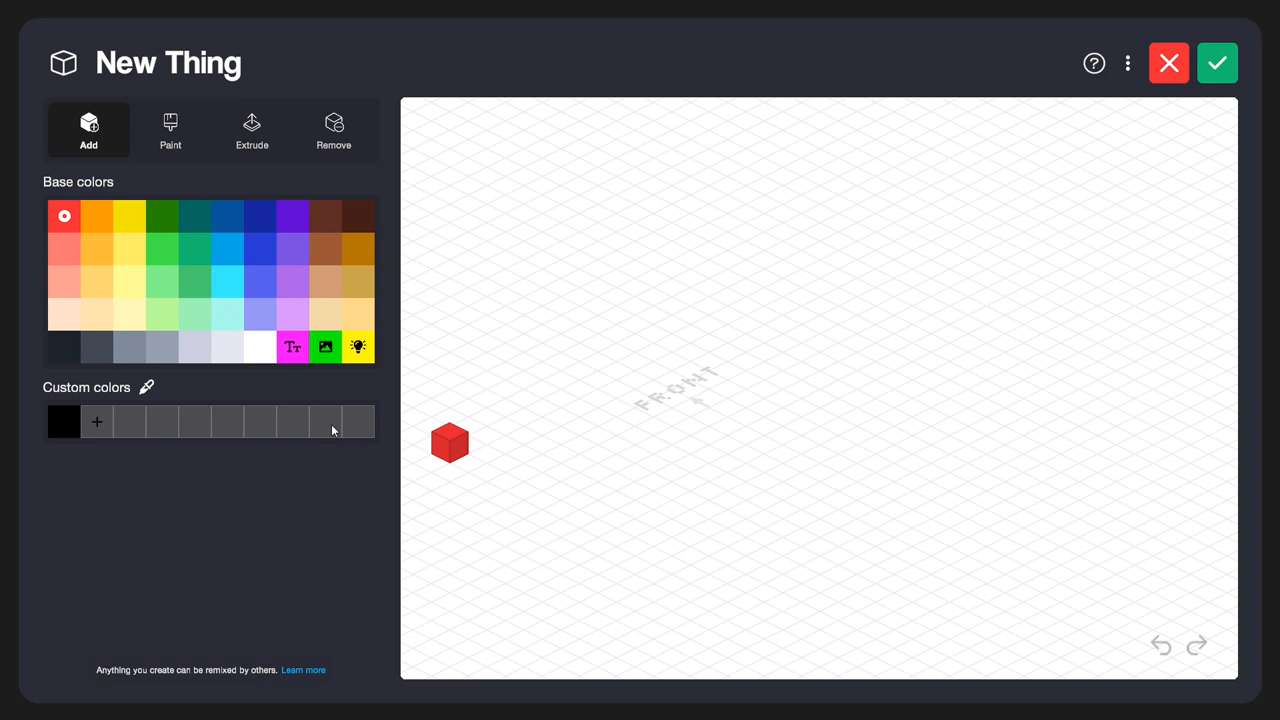 New Thing
Add
Paint
Extrude
Remove
Base colors
TT
Custom colors
FRONT
Anything you create can be remixed by others. Learn more